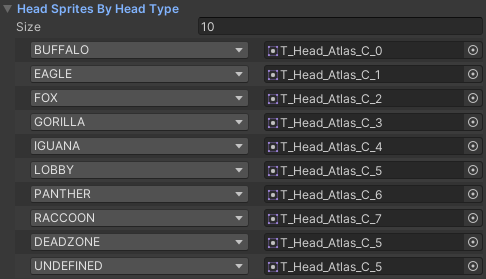 Head Sprites By Head Type
Size 10
BUFFALO T_Head_Atlas_C_0
EAGLE T_Head_Atlas_C_1
FOX T_Head_Atlas_C_2
GORILLA T_Head_Atlas_C_3
IGUANA T_Head_Atlas_C_4
LOBBY T_Head_Atlas_C_5
PANTHER T_Head_Atlas_C_6
RACCOON T_Head_Atlas_C_7
DEADZONE T_Head_Atlas_C_5
UNDEFINED T_Head_Atlas_C_5